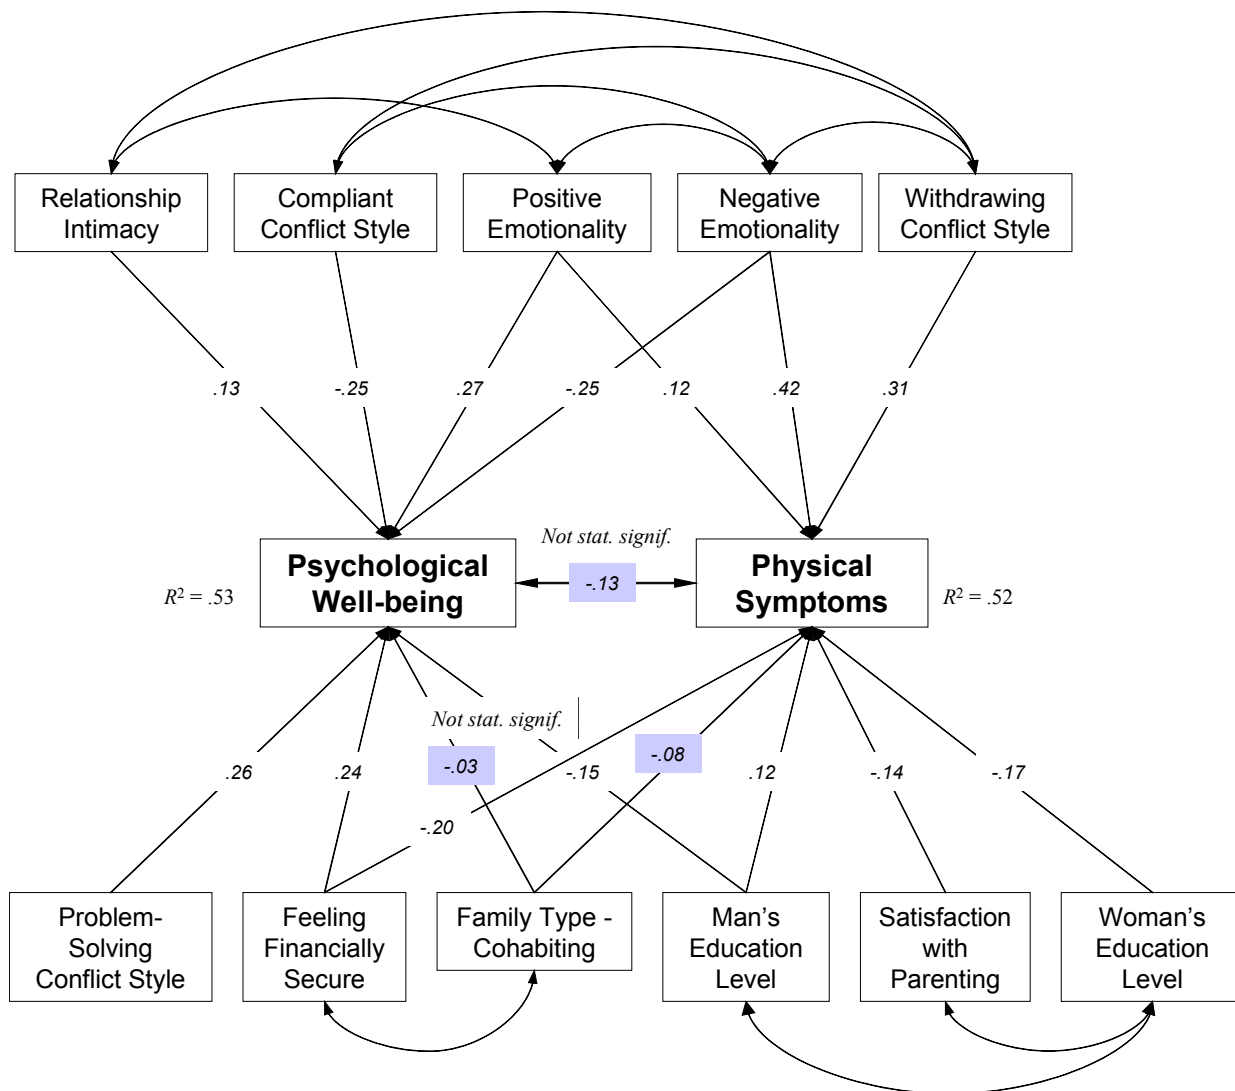 Relationship
Intimacy
Compliant
Conflict Style
Positive
Emotionality
Negative
Emotionality
Withdrawing
Conflict Style
.13
-.25
.27
-.25
.12
.42
.31
Not stat. signif.
Psychological
Well-being
-.13
Physical
Symptoms
R² = .53
R² = .52
Not stat. signif.
.26
.24
-.03
-.08
-.15
.12
-.14
-.17
-.20
Problem-
Solving
Conflict Style
Feeling
Financially
Secure
Family Type -
Cohabiting
Man's
Education
Level
Satisfaction
with
Parenting
Woman's
Education
Level